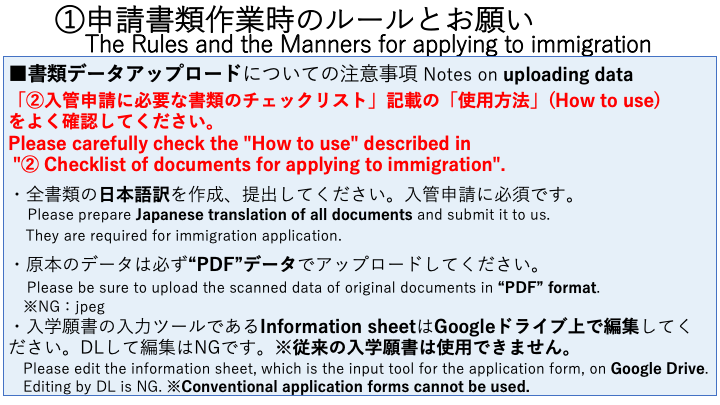 ①申請書類作業時のルールとお願い
The Rules and the Manners for applying to immigration
■書類データアップロードについての注意事項 Notes on uploading data
「②入管申請に必要な書類のチェックリスト」記載の「使用方法」(How to use)
をよく確認してください。
Please carefully check the "How to use" described in
"② Checklist of documents for applying to immigration".
・全書類の日本語訳を作成、提出してください。入管申請に必須です。
Please prepare Japanese translation of all documents and submit it to us.
They are required for immigration application.
・原本のデータは必ず“PDF”データでアップロードしてください。
Please be sure to upload the scanned data of original documents in “PDF” format.
※NG：jpeg
・入学願書の入力ツールであるInformation sheetはGoogleドライブ上で編集してく
ださい。DLして編集はNGです。※従来の入学願書は使用できません。
Please edit the information sheet, which is the input tool for the application form, on Google Drive.
Editing by DL is NG. ※Conventional application forms cannot be used.